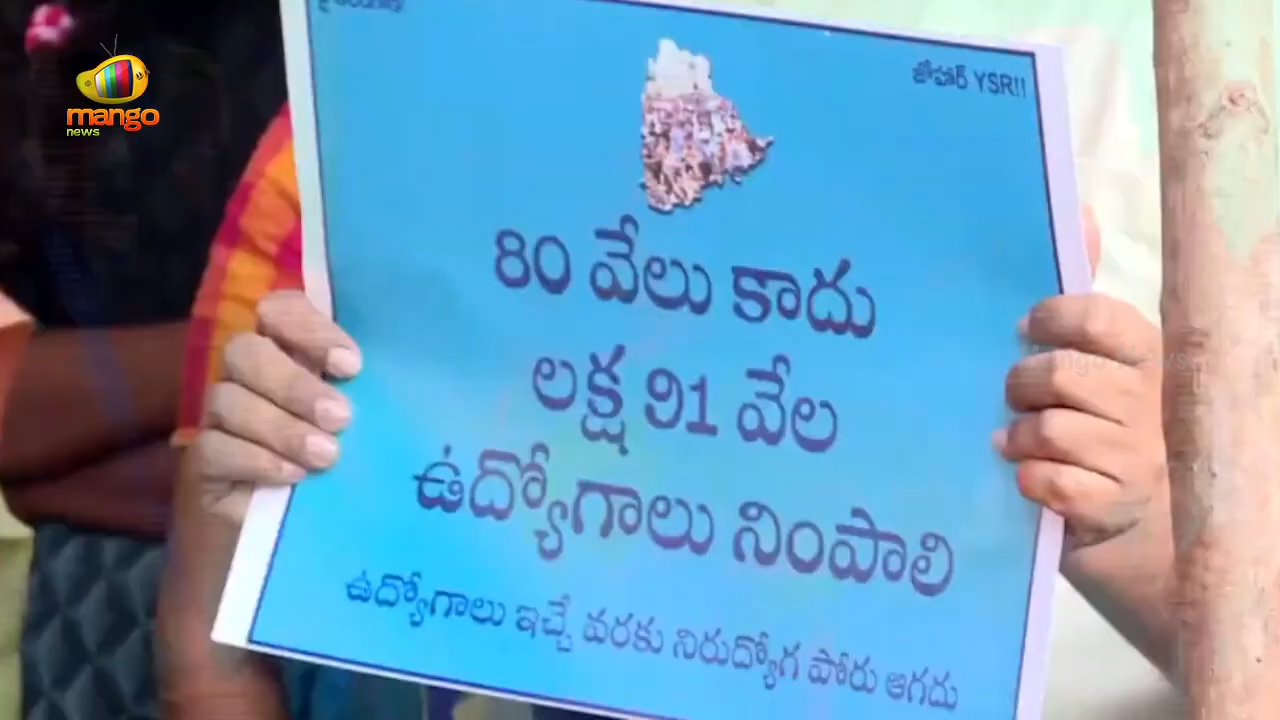 mango
news
జోహార్ YSR!!
80 వేలు కాదు
లక్ష 91 వేల
ఉద్యోగాలు నింపాలి
ఉద్యోగాలు ఇచ్చే వరకు నిరుద్యోగ పోరు ఆగదు